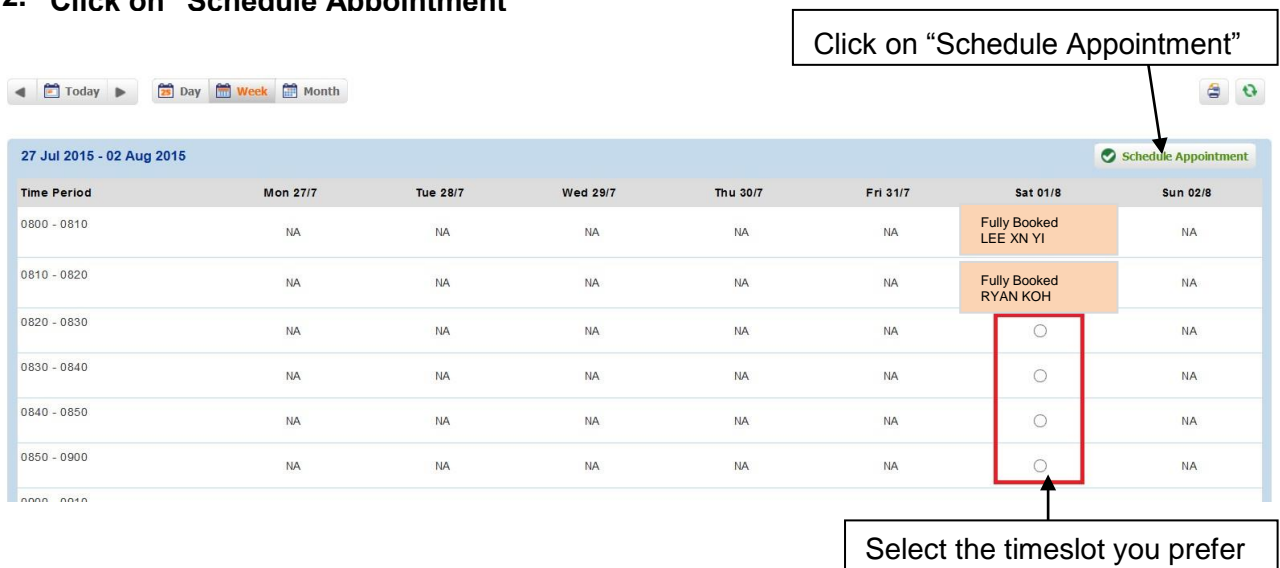 2. Click on "Schedule Appointment
Click on “Schedule Appointment”
Today Day Week Month
27 Jul 2015 - 02 Aug 2015 Schedule Appointment
Time Period Mon 27/7 Tue 28/7 Wed 29/7 Thu 30/7 Fri 31/7 Sat 01/8 Sun 02/8
0800 - 0810 NA NA NA NA NA Fully Booked NA
LEE XN YI
0810 - 0820 NA NA NA NA NA Fully Booked NA
RYAN KOH
0820 - 0830 NA NA NA NA NA NA
0830 - 0840 NA NA NA NA NA NA
0840 - 0850 NA NA NA NA NA NA
0850 - 0900 NA NA NA NA NA NA
0900 - 0910
Select the timeslot you prefer